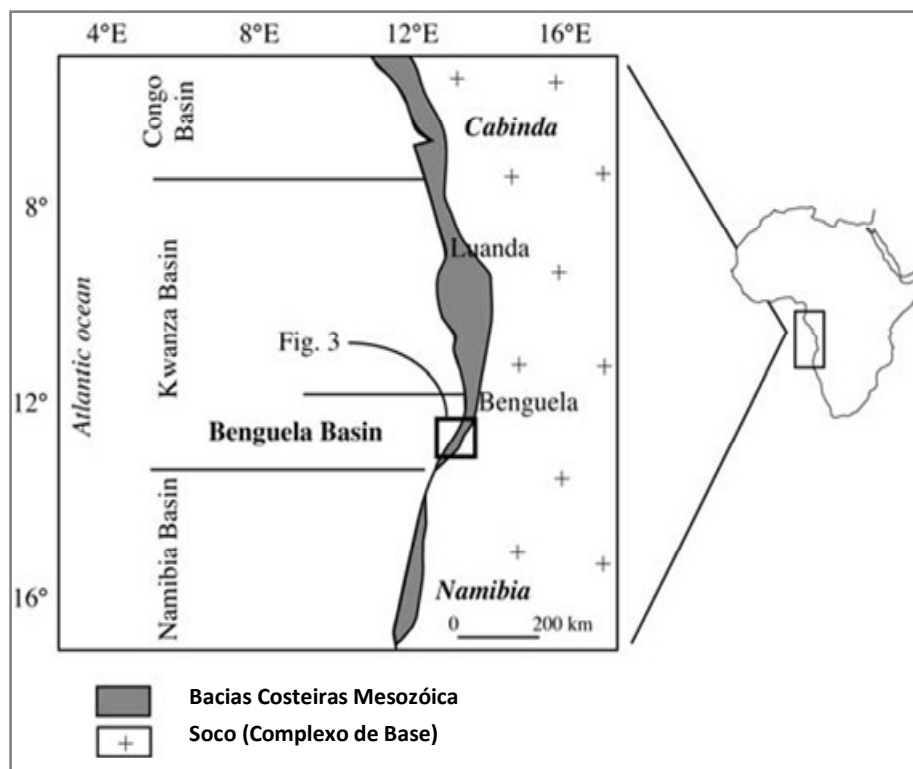 4°E 8°E 12°E 16°E
Congo
Basin
Cabinda
8°
Luanda
Atlantic ocean
Kwanza Basin
Fig. 3
12°
Benguela
Benguela Basin
Namibia Basin
16°
Namibia
0 200 km
Bacias Costeiras Mesozóica
Soco (Complexo de Base)